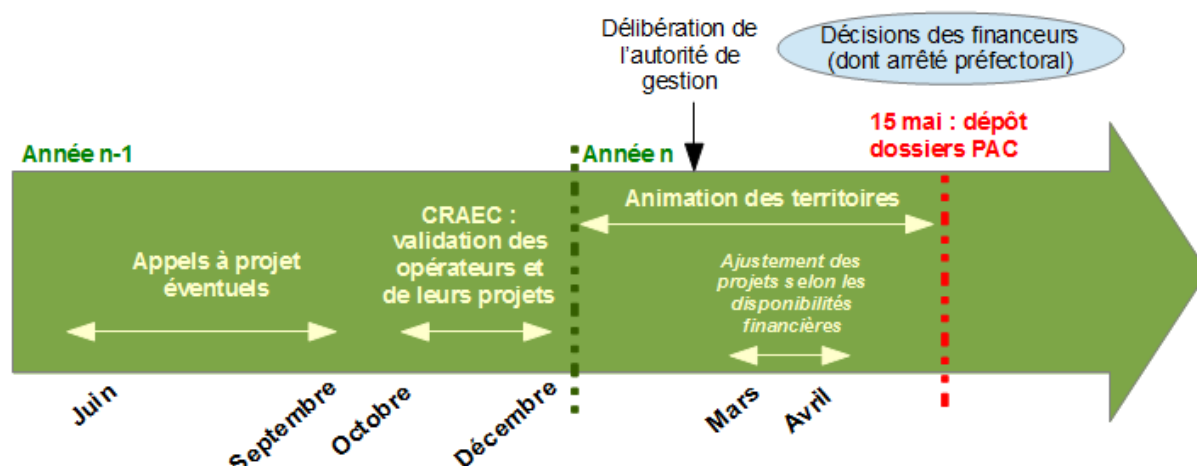 Délibération de
l'autorité de
gestion
Décisions des financeurs
(dont arrêté préfectoral)
15 mai : dépôt
dossiers PAC
Année n-1
Année n
Animation des territoires
CRAEC :
validation des
opérateurs et
de leurs projets
Appels à projet
éventuels
Ajustement des
projets selon les
disponibilités
financières
Juin
Septembre
Octobre
Décembre
Mars
Avril